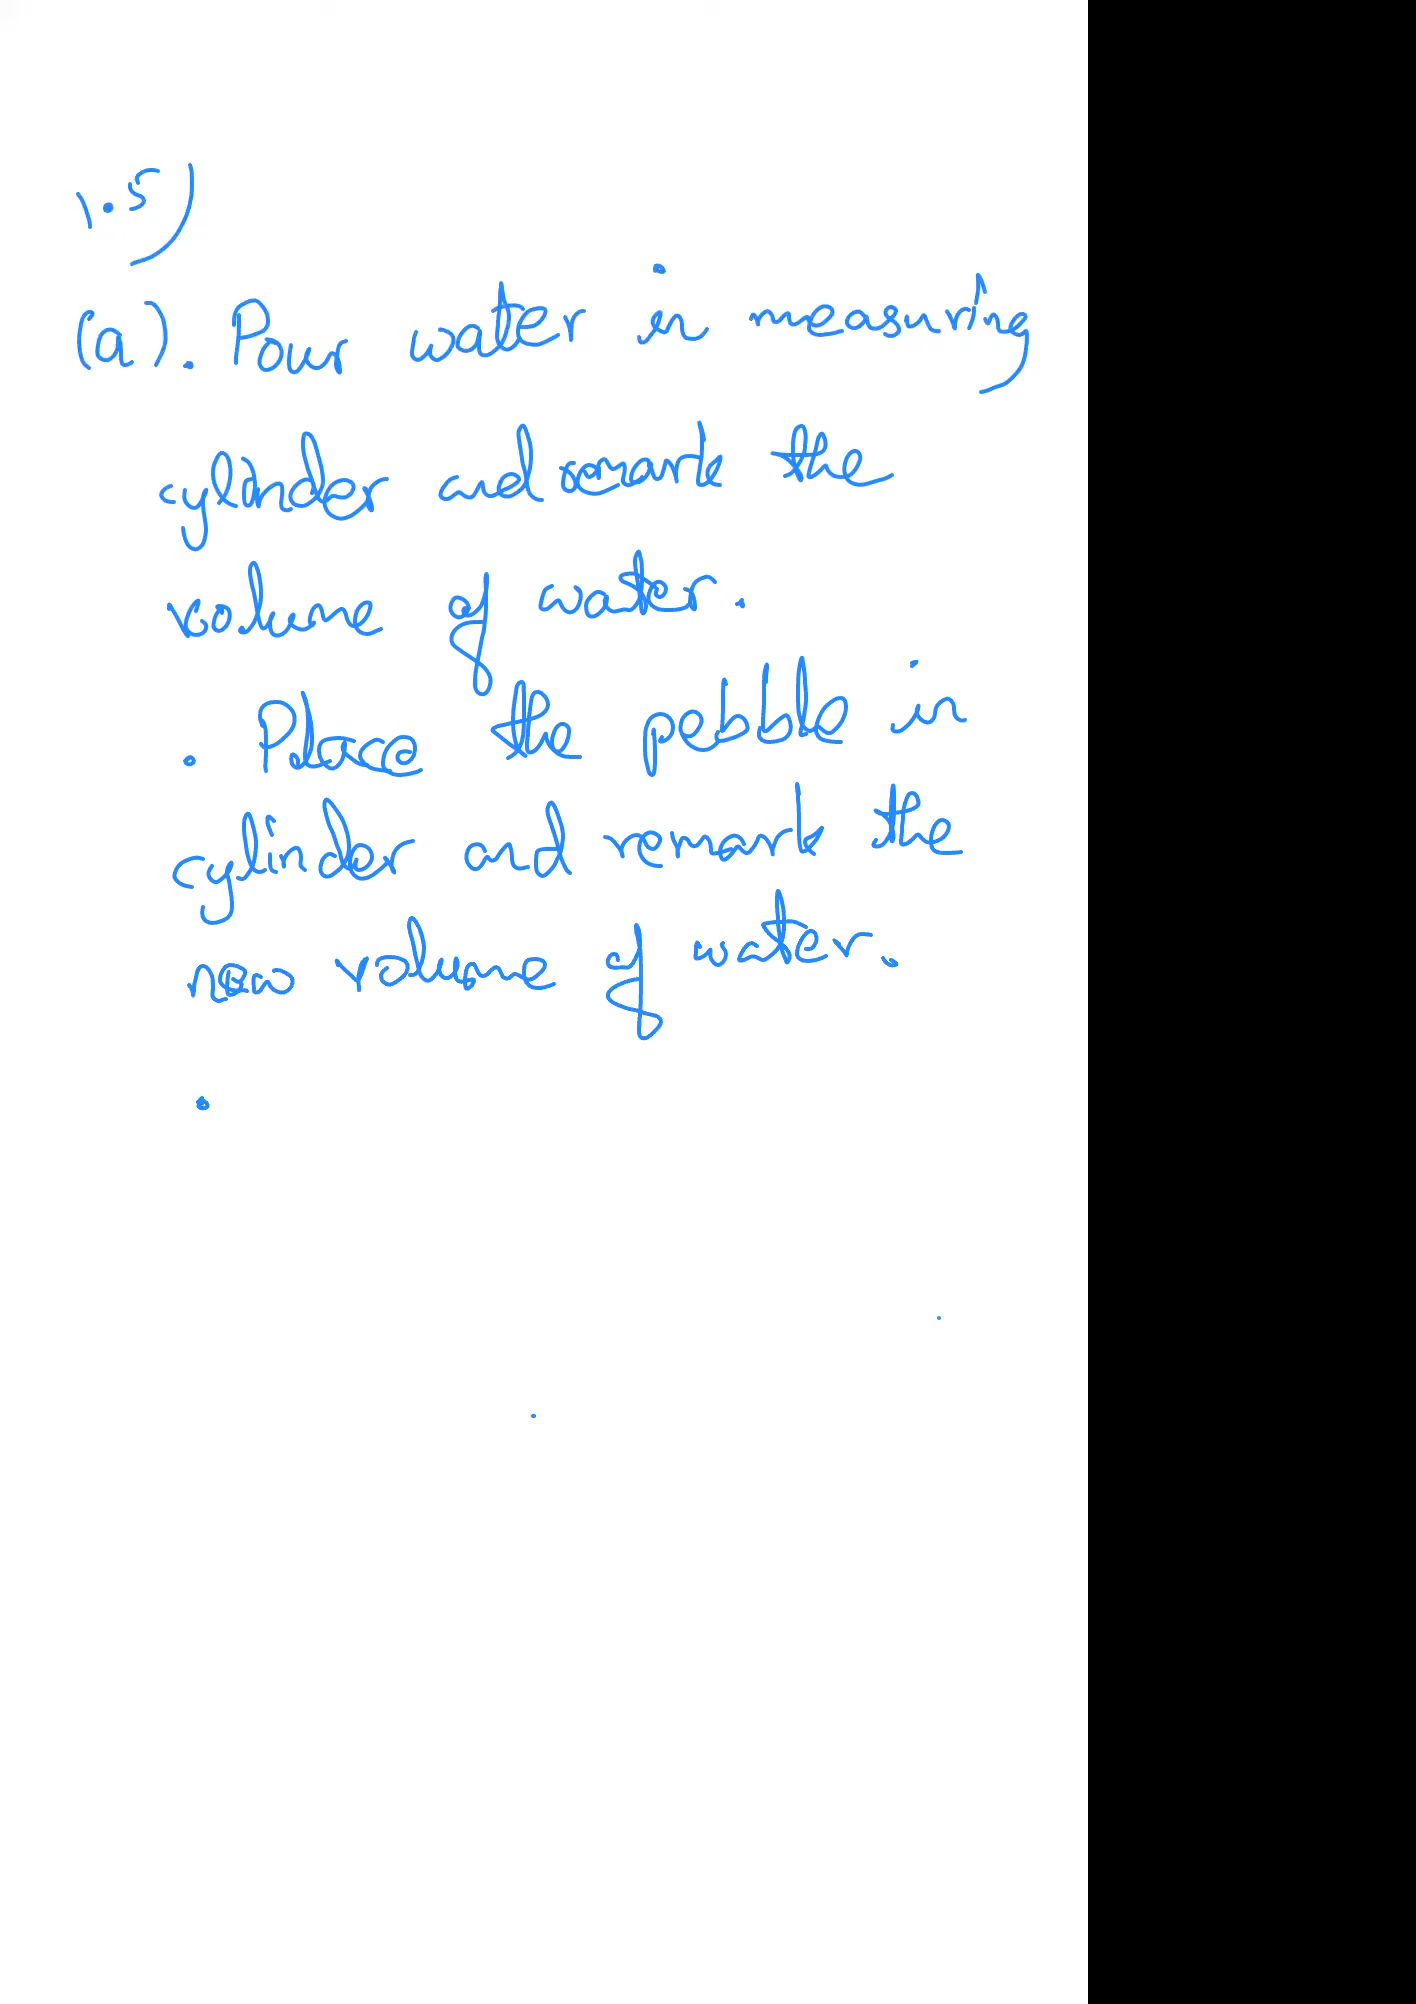 1.5)
(a). Pour water in measuring
cylinder and remark the
volume of water.
. Place the pebble in
cylinder and remark the
new volume of water.
.